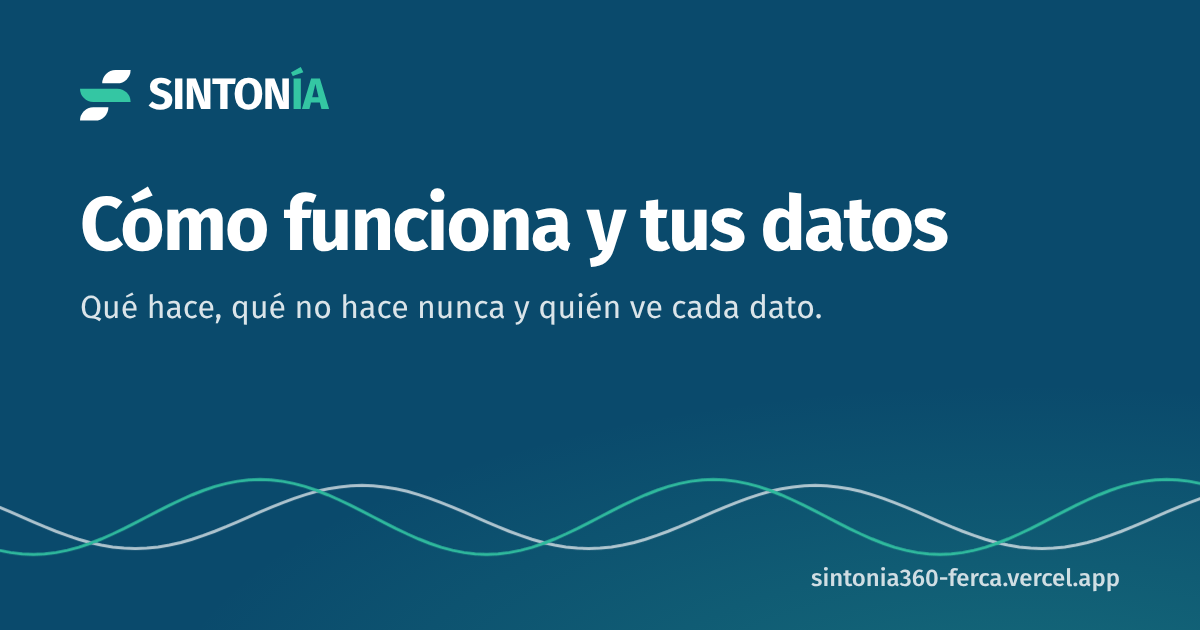 SINTONÍA
Cómo funciona y tus datos
Qué hace, qué no hace nunca y quién ve cada dato.
sintonia360-ferca.vercel.app